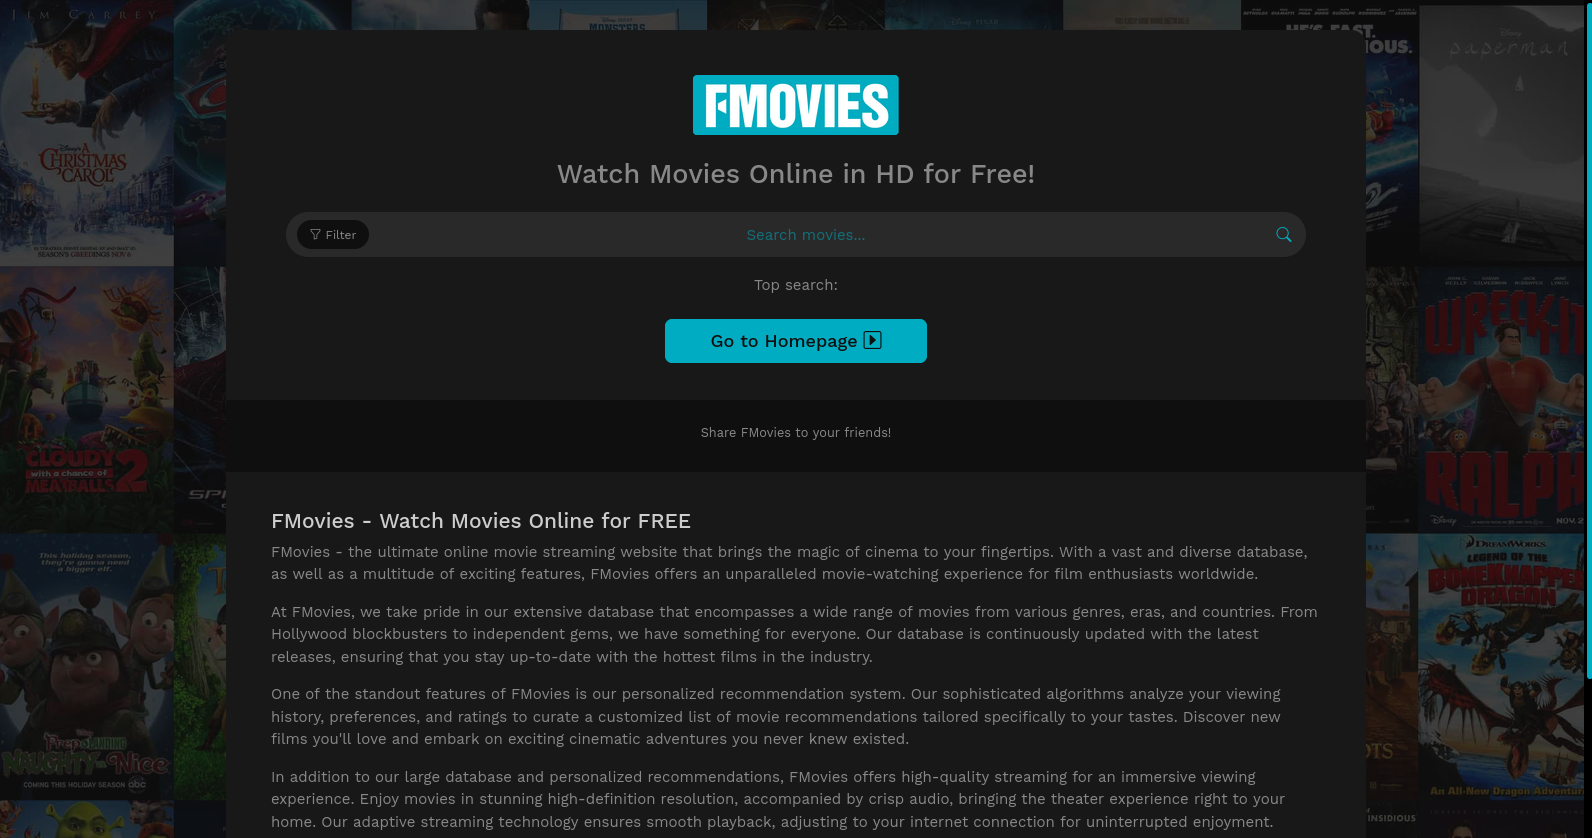 JIM CARREY
DISNEY·PIXAR
MONSTERS
Disney PIXAR
HE'S FAST.
Disney
paperman
FMOVIES
Disney's
A
CHRISTMAS
CAROL
SEASON'S GREETINGS NOV 6
Watch Movies Online in HD for Free!
Filter
Search movies...
Top search:
Go to Homepage
Share FMovies to your friends!
CLOUDY
with a chance of
MEATBALLS 2
WRECK-IT
RALPH
Disney
NOV. 2
FMovies - Watch Movies Online for FREE
FMovies - the ultimate online movie streaming website that brings the magic of cinema to your fingertips. With a vast and diverse database,
as well as a multitude of exciting features, FMovies offers an unparalleled movie-watching experience for film enthusiasts worldwide.
At FMovies, we take pride in our extensive database that encompasses a wide range of movies from various genres, eras, and countries. From
Hollywood blockbusters to independent gems, we have something for everyone. Our database is continuously updated with the latest
releases, ensuring that you stay up-to-date with the hottest films in the industry.
One of the standout features of FMovies is our personalized recommendation system. Our sophisticated algorithms analyze your viewing
history, preferences, and ratings to curate a customized list of movie recommendations tailored specifically to your tastes. Discover new
films you'll love and embark on exciting cinematic adventures you never knew existed.
In addition to our large database and personalized recommendations, FMovies offers high-quality streaming for an immersive viewing
experience. Enjoy movies in stunning high-definition resolution, accompanied by crisp audio, bringing the theater experience right to your
home. Our adaptive streaming technology ensures smooth playback, adjusting to your internet connection for uninterrupted enjoyment.
This holiday season,
they're gonna need
a bigger elf.
Prep & LANDING
NAUGHTY vs Nice
COMING THIS HOLIDAY SEASON abc
DREAMWORKS
LEGEND OF THE
BONEKNAPPER
DRAGON
An All-New Dragon Adventure
INSIDIOUS